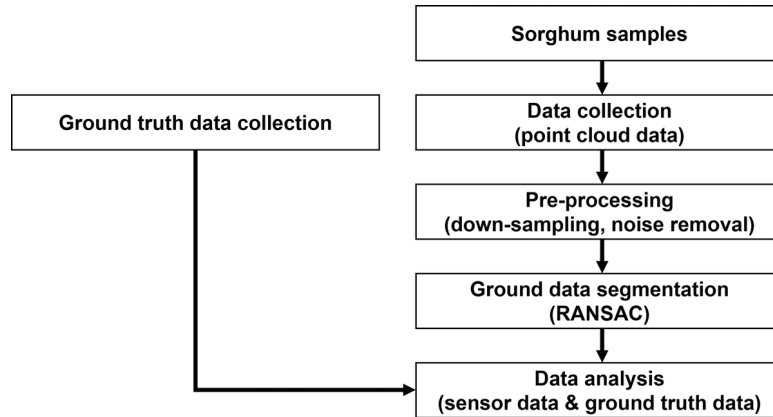 Sorghum samples
Ground truth data collection
Data collection
(point cloud data)
Pre-processing
(down-sampling, noise removal)
Ground data segmentation
(RANSAC)
Data analysis
(sensor data & ground truth data)